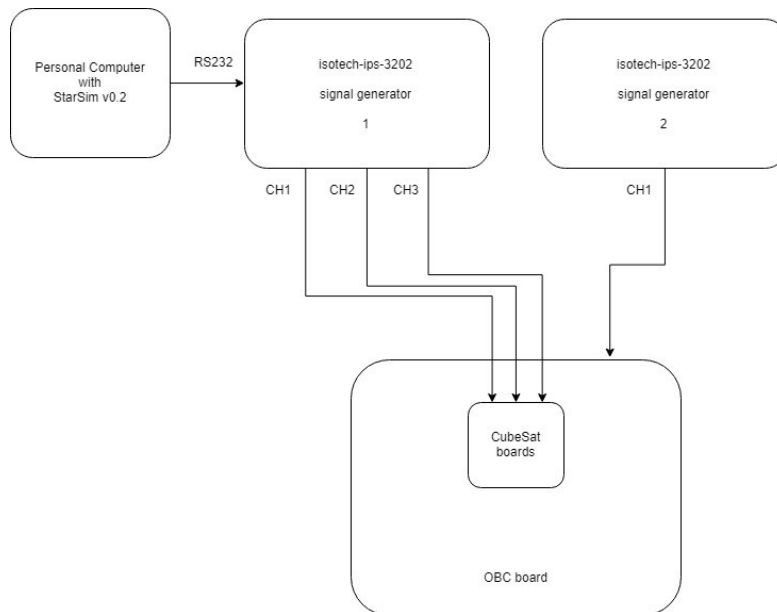 Personal Computer
with
StarSim v0.2
RS232
isotech-ips-3202
signal generator
1
isotech-ips-3202
signal generator
2
CH1
CH2
CH3
CH1
CubeSat
boards
OBC board